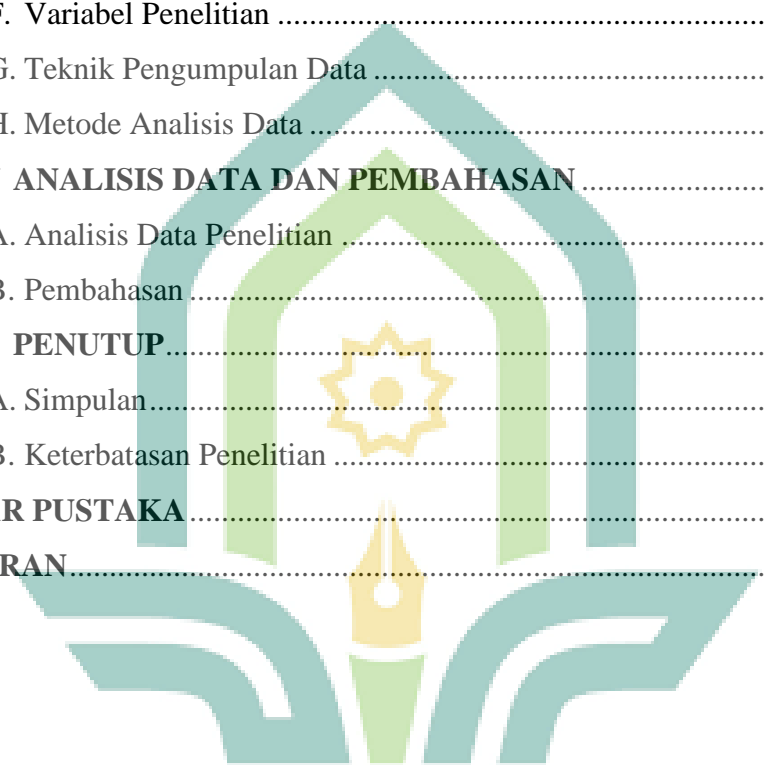 F. Variabel Penelitian ........................................................
G. Teknik Pengumpulan Data ................................................
H. Metode Analisis Data ........................................................
ANALISIS DATA DAN PEMBAHASAN ......................
A. Analisis Data Penelitian ....................................................
B. Pembahasan ........................................................................
PENUTUP ...........................................................................
A. Simpulan .............................................................................
B. Keterbatasan Penelitian .....................................................
AR PUSTAKA .......................................................................
RAN .........................................................................................